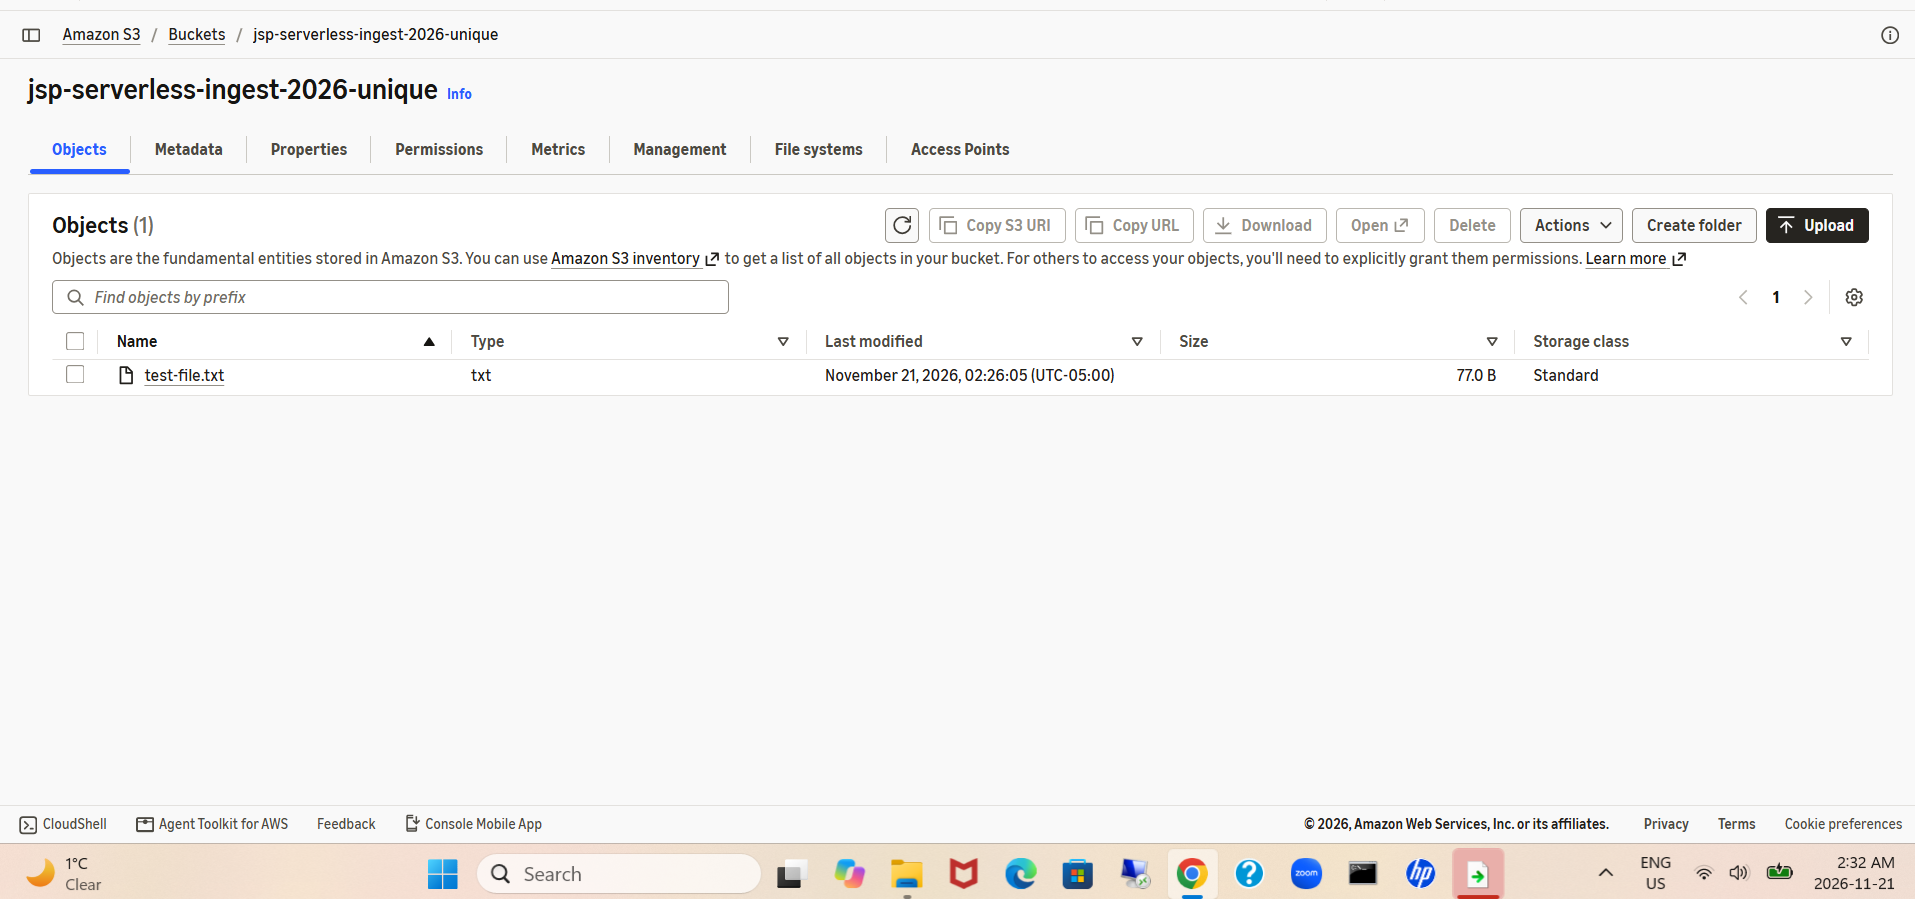 Amazon S3 / Buckets / jsp-serverless-ingest-2026-unique
jsp-serverless-ingest-2026-unique Info
Objects Metadata Properties Permissions Metrics Management File systems Access Points
Objects (1) Copy S3 URI Copy URL Download Open Delete Actions Create folder Upload
Objects are the fundamental entities stored in Amazon S3. You can use Amazon S3 inventory to get a list of all objects in your bucket. For others to access your objects, you'll need to explicitly grant them permissions. Learn more
Find objects by prefix 1
Name Type Last modified Size Storage class
test-file.txt txt November 21, 2026, 02:26:05 (UTC-05:00) 77.0 B Standard
CloudShell Agent Toolkit for AWS Feedback Console Mobile App © 2026, Amazon Web Services, Inc. or its affiliates. Privacy Terms Cookie preferences
1°C
Clear
Search
zoom
hp
ENG
US
2:32 AM
2026-11-21